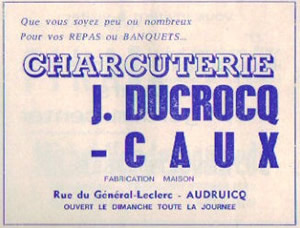 Que vous soyez peu ou nombreux
Pour vos REPAS ou BANQUETS...
CHARCUTERIE
J. DUCROCQ
- CAUX
FABRICATION MAISON
Rue du Général-Leclerc - AUDRUICQ
OUVERT LE DIMANCHE TOUTE LA JOURNEE